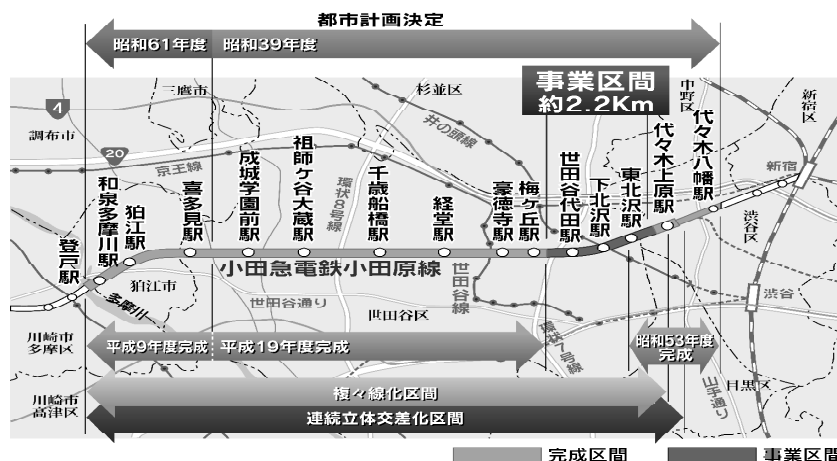 都市計画決定
昭和61年度
昭和39年度
事業区間
約2.2Km
三鷹市
杉並区
中野区
新宿区
調布市
20
京王線
井の頭線
環状8号線
新宿
渋谷区
登戸駅
和泉多摩川駅
狛江駅
喜多見駅
成城学園前駅
祖師ヶ谷大蔵駅
千歳船橋駅
経堂駅
豪徳寺駅
梅ヶ丘駅
世田谷代田駅
下北沢駅
東北沢駅
代々木上原駅
代々木八幡駅
小田急電鉄小田原線
世田谷線
多摩川
狛江市
世田谷通り
世田谷区
渋谷
環状7号線
川崎市
多摩区
平成9年度完成
平成19年度完成
昭和53年度
完成
目黒区
山手通り
川崎市
高津区
複々線化区間
連続立体交差化区間
完成区間
事業区間